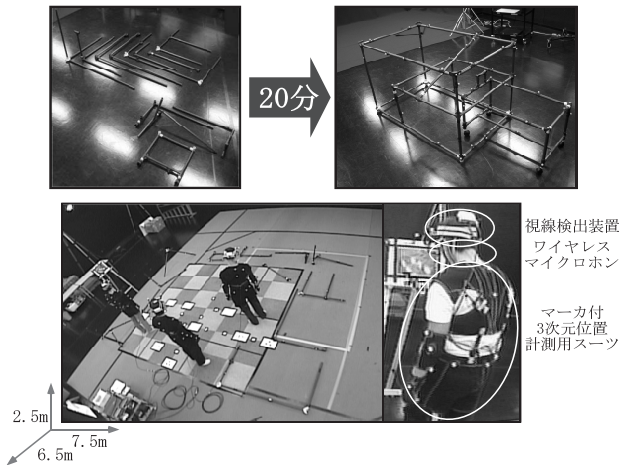 20分
視線検出装置
ワイヤレス
マイクロホン
マーカ付
3次元位置
計測用スーツ
2.5m
7.5m
6.5m